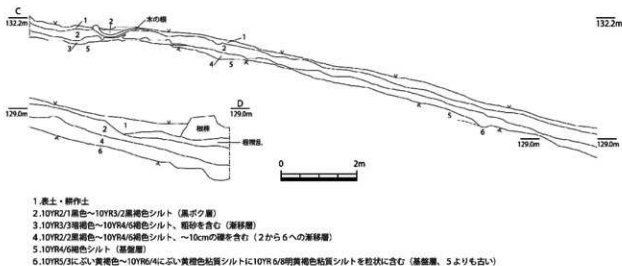 C
132.2m
1
2
木の根
1
132.2m
2
3
5
2
4
5
129.0m
D
2
1
樹株
根攪乱
4
6
5
6
129.0m
129.0m
0
2m
1.表土・耕作土
2.10YR2/1黒色～10YR3/2黒褐色シルト（黒ボク層）
3.10YR3/3暗褐色～10YR4/6褐色シルト、粗砂を含む（漸移層）
4.10YR2/2黒褐色～10YR4/6褐色シルト、～10cmの礫を含む（2から6への漸移層）
5.10YR4/6褐色シルト（基盤層）
6.10YR5/3にぶい黄褐色～10YR6/4にぶい黄橙色粘質シルトに10YR 6/8明黄褐色粘質シルトを粒状に含む（基盤層、5よりも古い）